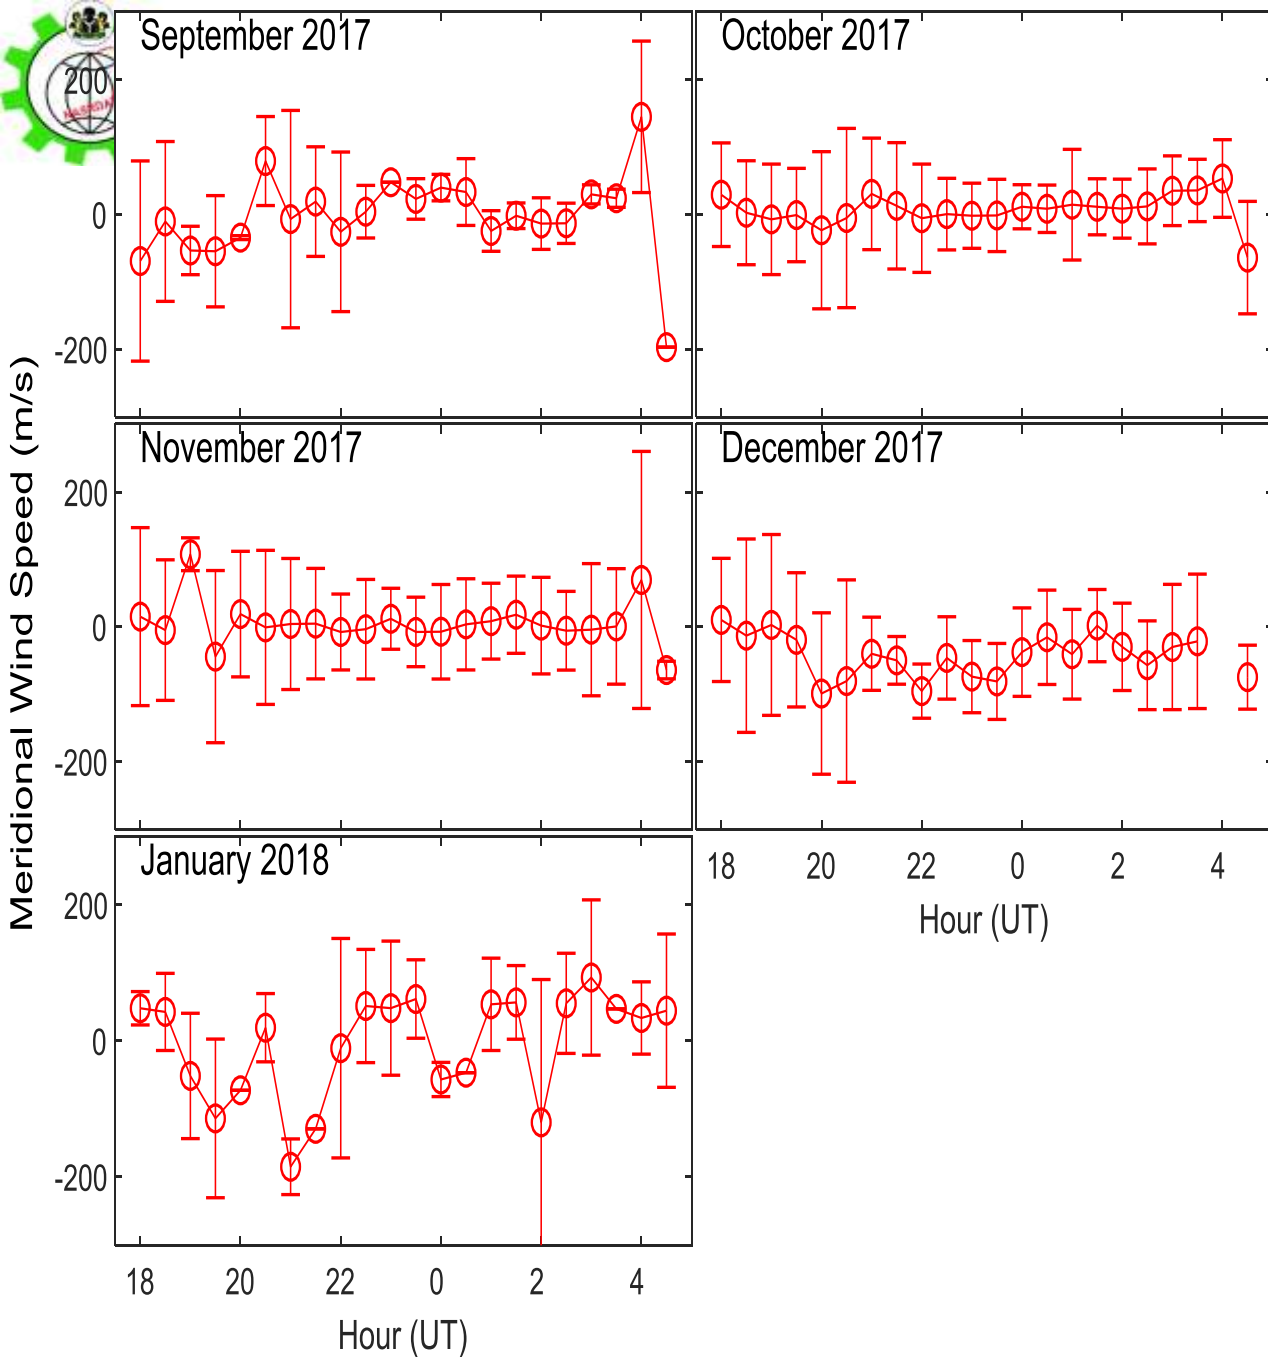 September 2017
October 2017
200
0
-200
November 2017
December 2017
200
0
-200
18 20 22 0 2 4
Hour (UT)
January 2018
200
0
-200
18 20 22 0 2 4
Hour (UT)
Meridional Wind Speed (m/s)